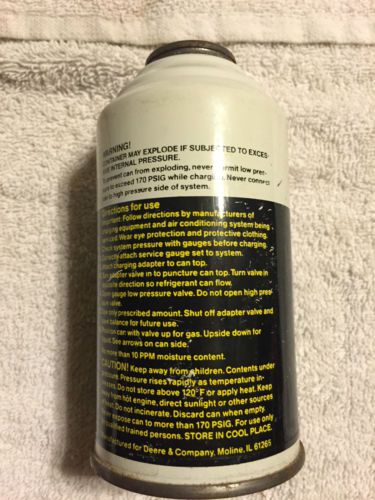 WARNING!
CONTAINER MAY EXPLODE IF SUBJECTED TO EXCES-
SIVE INTERNAL PRESSURE.
To prevent can from exploding, never permit low pres-
sure to exceed 170 PSIG while charging. Never connect
can to high pressure side of system.
Directions for use
Important: Follow directions by manufacturers of
charging equipment and air conditioning system being
serviced. Wear eye protection and protective clothing.
Check system pressure with gauges before charging.
Correctly attach service gauge set to system.
Attach charging adapter to can top.
Turn adapter valve in to puncture can top. Turn valve in
opposite direction so refrigerant can flow.
Open gauge low pressure valve. Do not open high pres-
sure valve.
Use only prescribed amount. Shut off adapter valve and
save balance for future use.
Position can with valve up for gas. Upside down for
liquid. See arrows on can side.
No more than 10 PPM moisture content.
CAUTION! Keep away from children. Contents under
pressure. Pressure rises rapidly as temperature in-
creases. Do not store above 120° F or apply heat. Keep
away from hot engine, direct sunlight or other sources
Do not incinerate. Discard can when empty.
Never expose can to more than 170 PSIG. For use only
qualified trained persons. STORE IN COOL PLACE.
Manufactured for Deere & Company, Moline, IL 61265